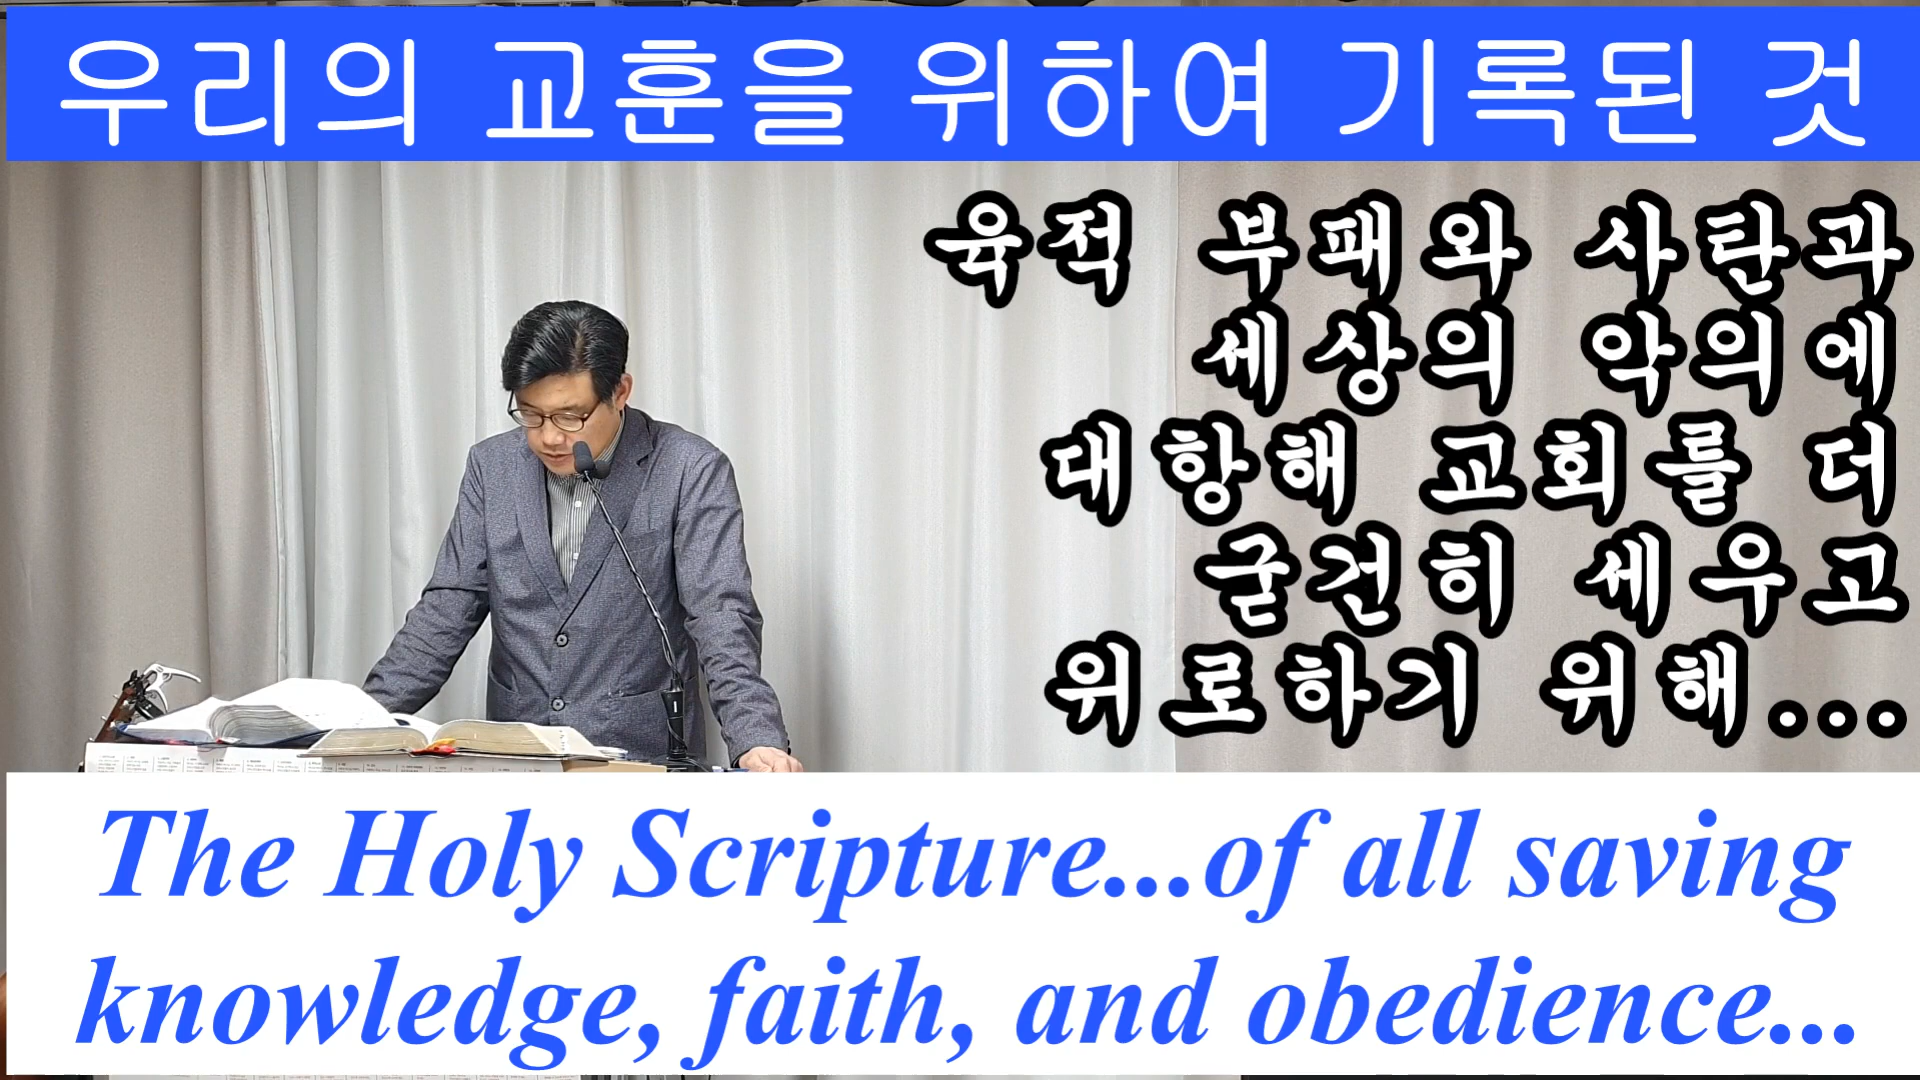 우리의 교훈을 위하여 기록된 것
육적 부패와 사탄과
세상의 악의에
대항해 교회를 더
굳건히 세우고
위로하기 위해...
The Holy Scripture...of all saving
knowledge, faith, and obedience...